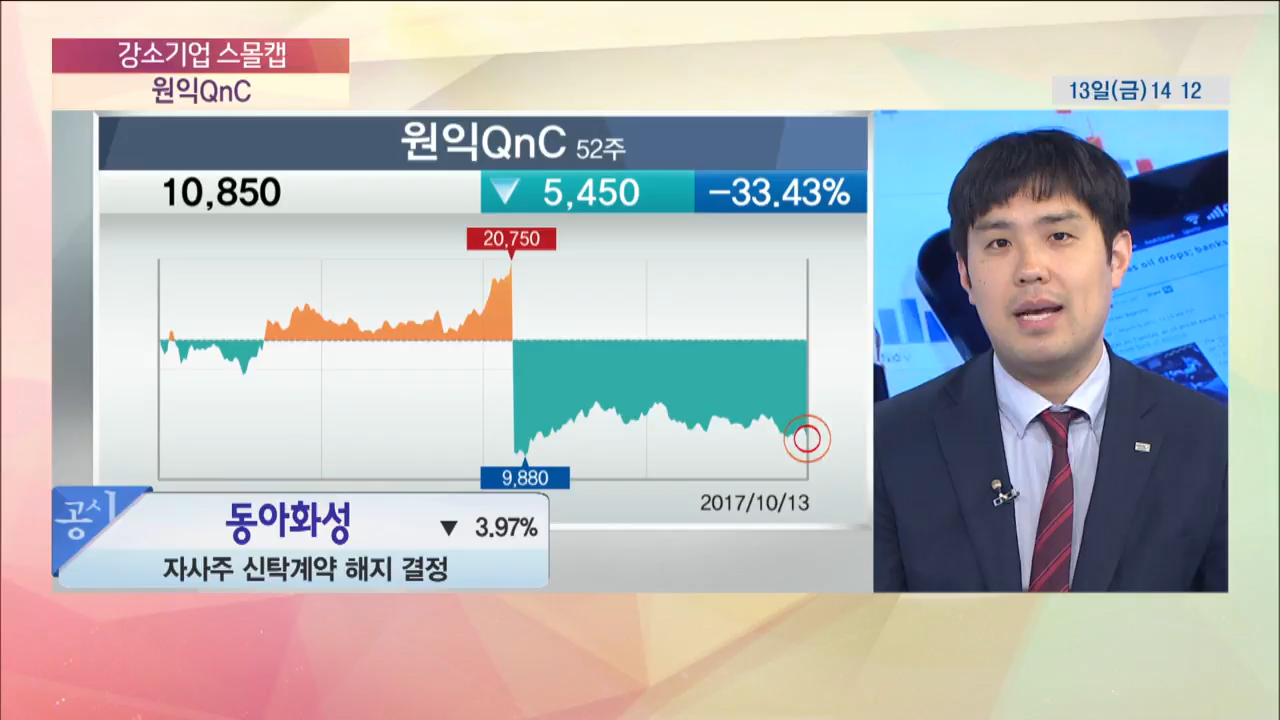 강소기업 스몰캡
원익QnC
13일(금) 14 12
원익QnC 52주
10,850 ▼ 5,450 -33.43%
20,750
9,880
2017/10/13
공시
동아화성 ▼ 3.97%
자사주 신탁계약 해지 결정
oil drops; banks